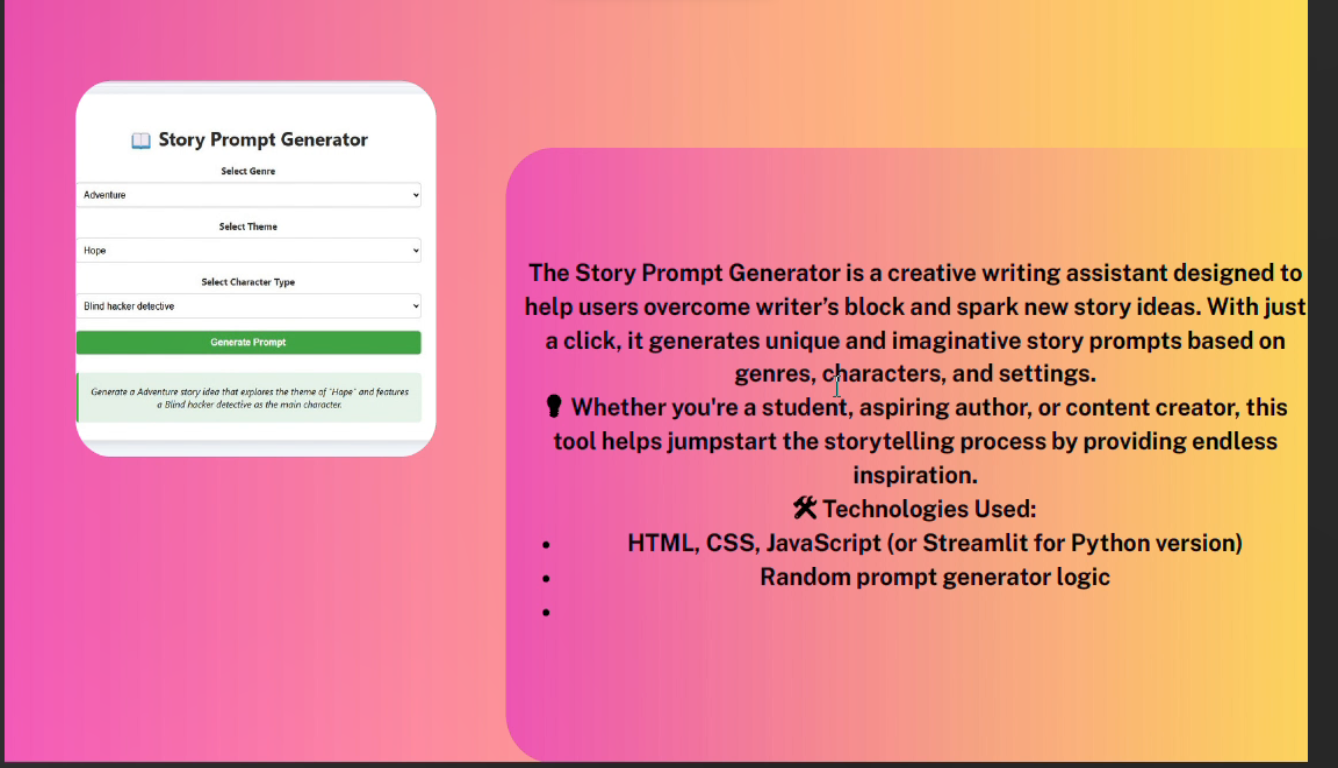 📖 Story Prompt Generator
Select Genre
Adventure
Select Theme
Hope
Select Character Type
Blind hacker detective
Generate Prompt
Generate a Adventure story idea that explores the theme of "Hope" and features
a Blind hacker detective as the main character.
The Story Prompt Generator is a creative writing assistant designed to
help users overcome writer’s block and spark new story ideas. With just
a click, it generates unique and imaginative story prompts based on
genres, characters, and settings.
💡 Whether you're a student, aspiring author, or content creator, this
tool helps jumpstart the storytelling process by providing endless
inspiration.
🛠 Technologies Used:
• HTML, CSS, JavaScript (or Streamlit for Python version)
• Random prompt generator logic
•